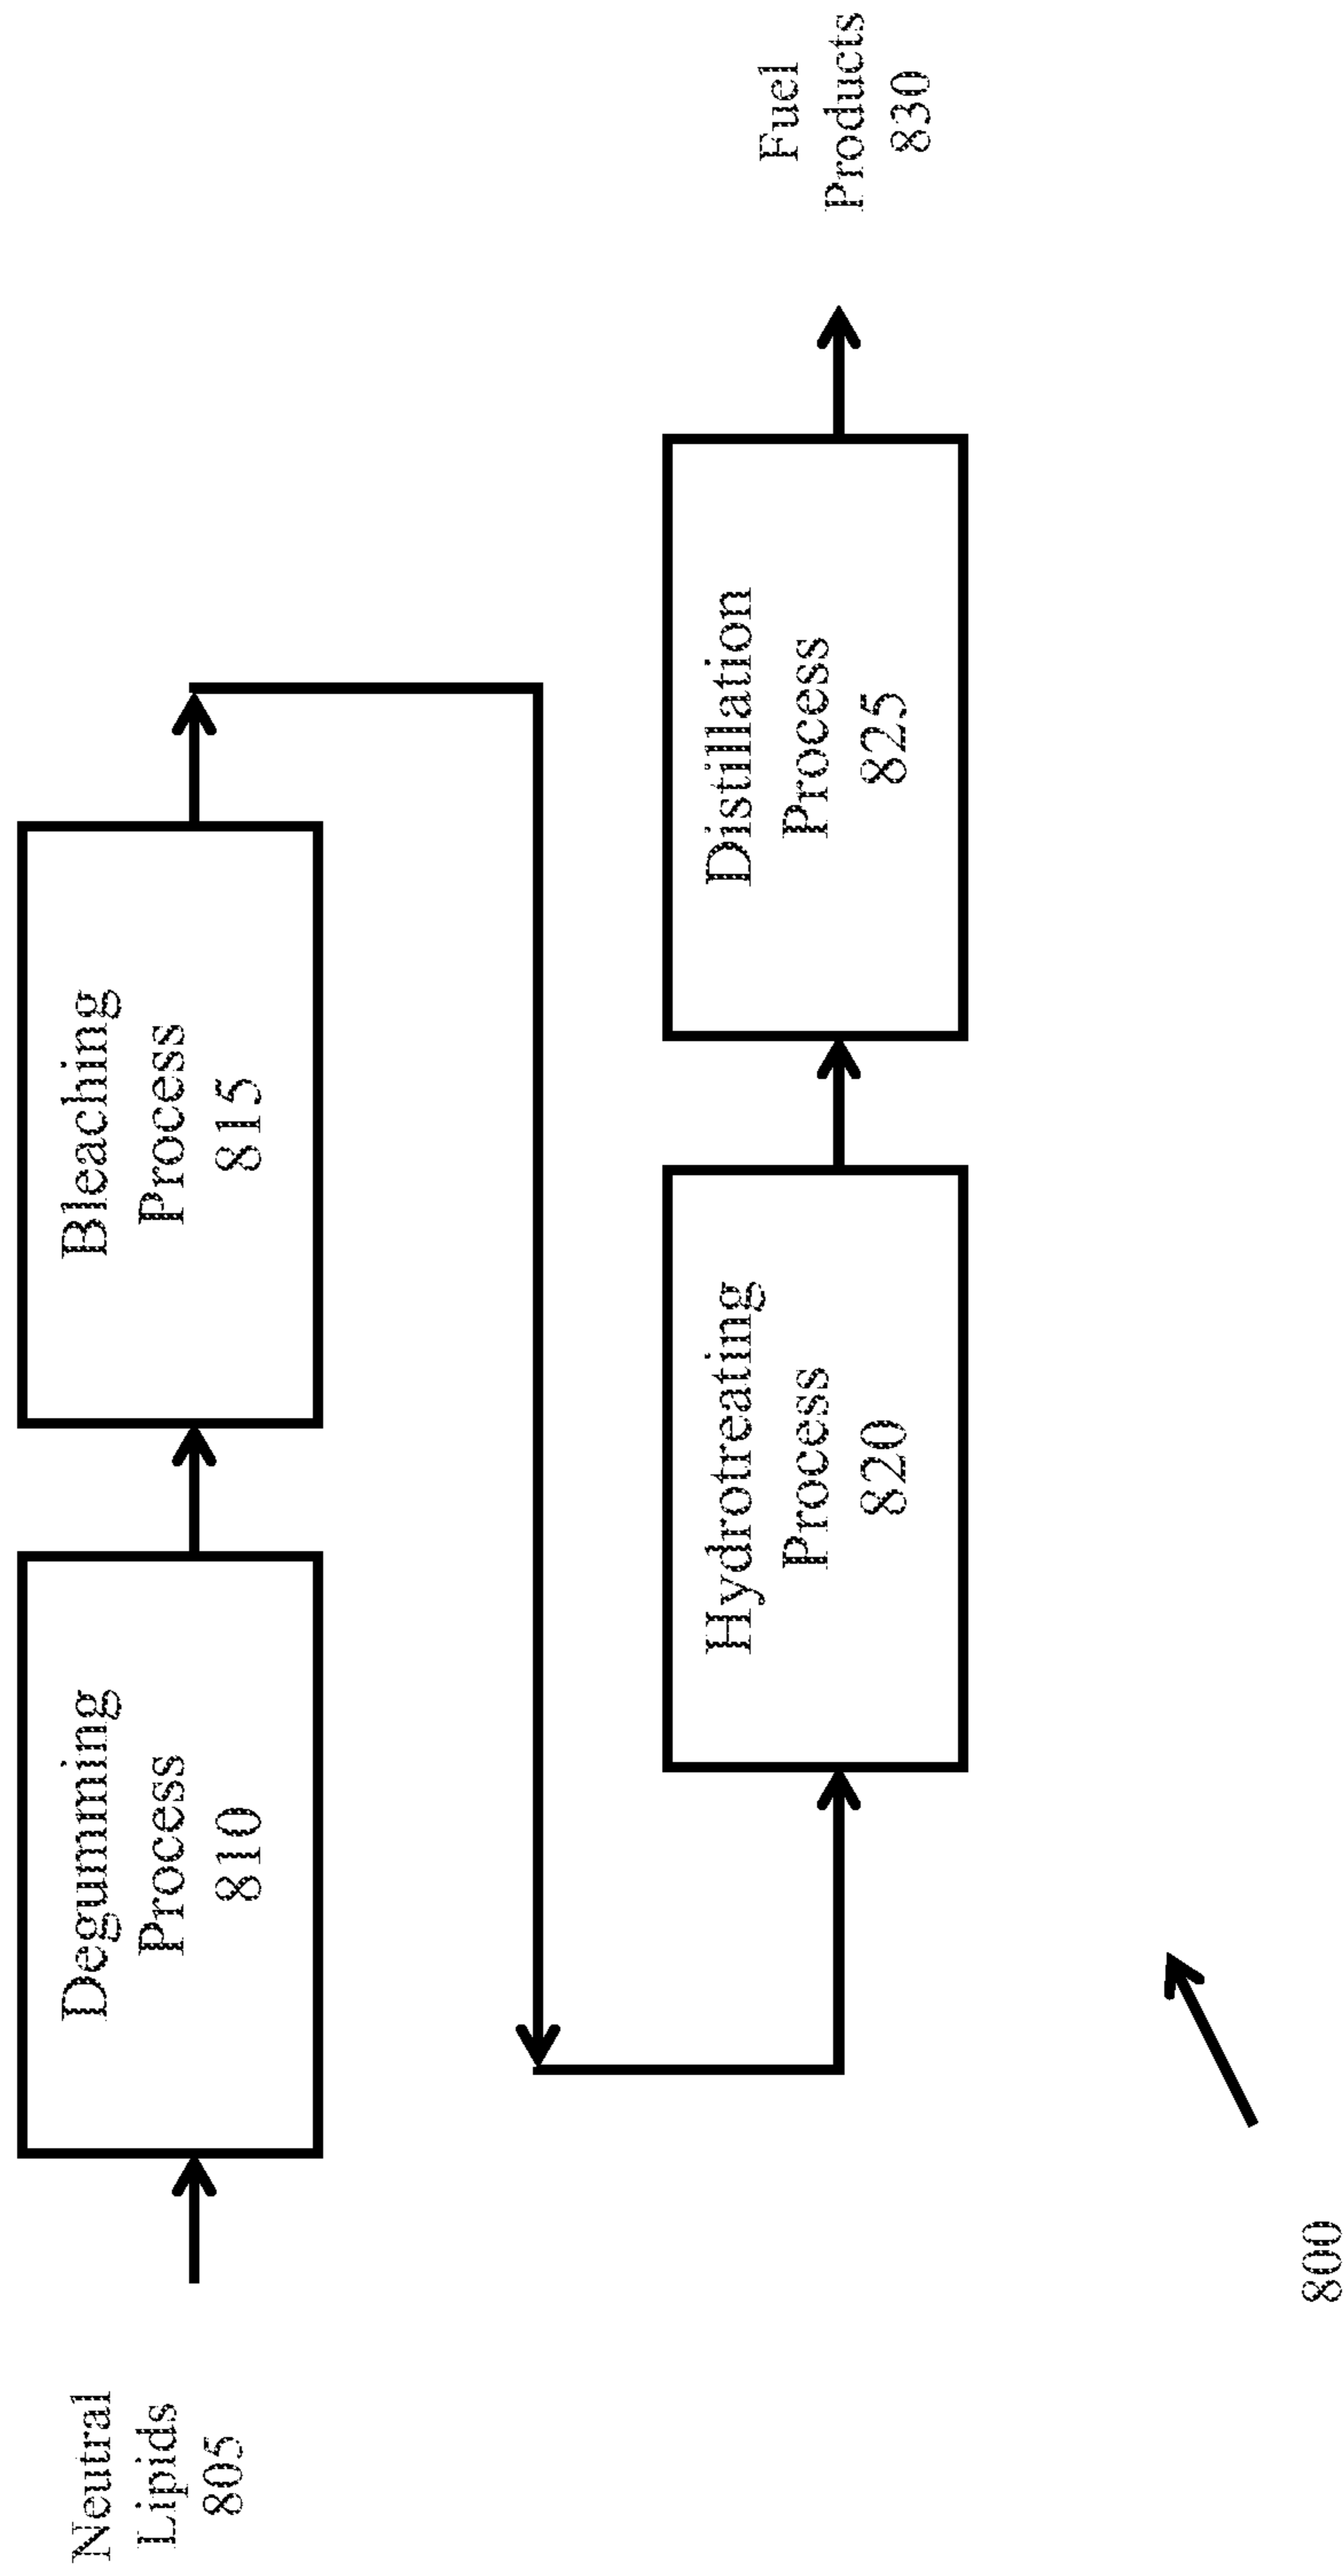 Neutral
Lipids
805
Degumming
Process
810
Bleaching
Process
815
Hydrotreating
Process
820
Distillation
Process
825
Fuel
Products
830
800